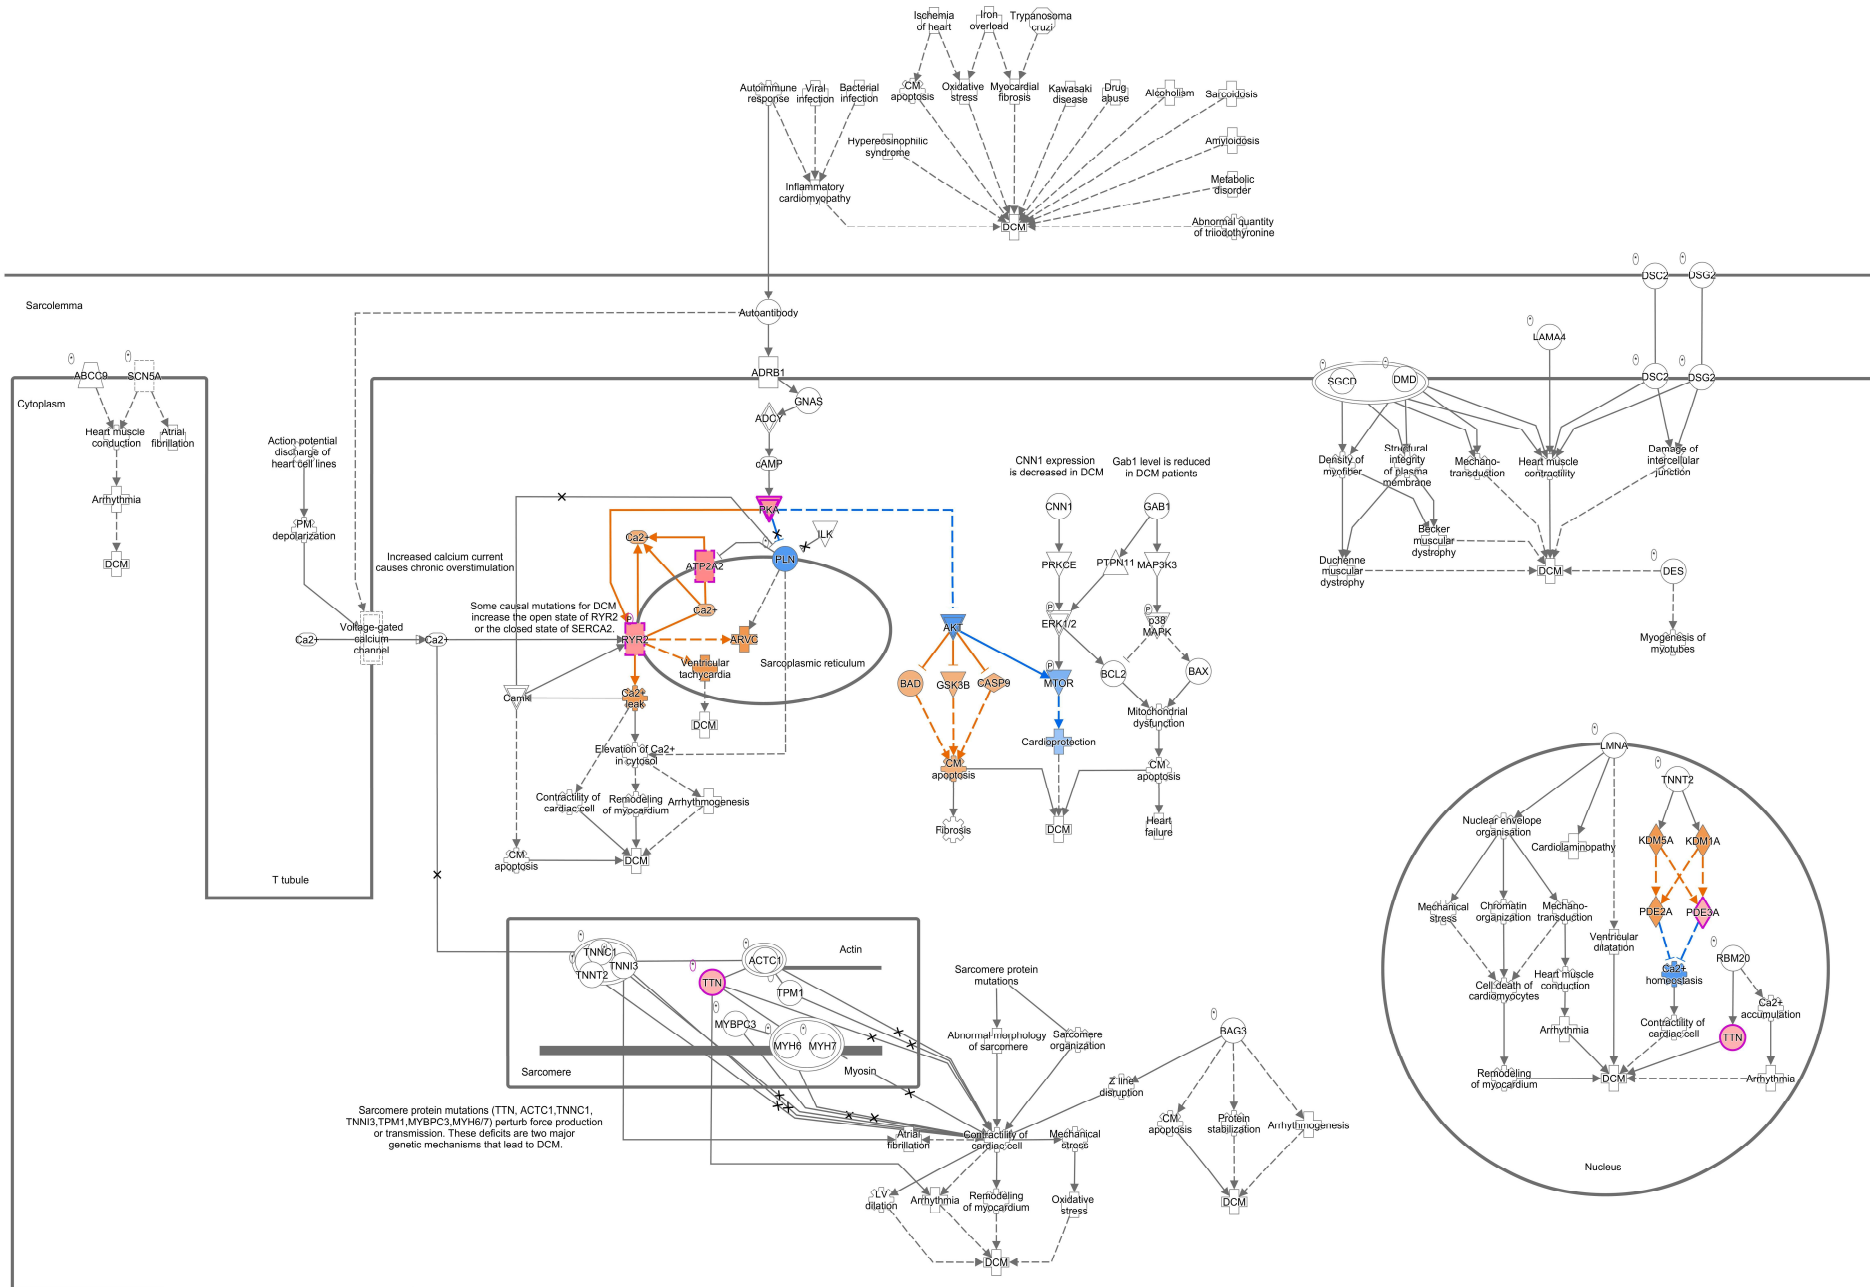 Ischemia
of heart
Iron
overload
Trypanosoma
cruzi
Autoimmune
response
Viral
infection
Bacterial
infection
CM
apoptosis
Oxidative
stress
Myocardial
fibrosis
Kawasaki
disease
Drug
abuse
Alcoholism
Sarcoidosis
Hypereosinophilic
syndrome
Amyloidosis
Inflammatory
cardiomyopathy
Metabolic
disorder
DCM
Abnormal quantity
of triiodothyronine
Sarcolemma
DSC2
DSG2
Autoantibody
LAMA4
ABCC9
SCN5A
ADRB1
SGCD
DMD
DSC2
DSG2
Cytoplasm
GNAS
ADCY
Heart muscle
conduction
Atrial
fibrillation
Action potential
discharge of
heart cell lines
cAMP
CNN1 expression
is decreased in DCM
Gab1 level is reduced
in DCM patients
Density of
myofiber
Structural
integrity
of plasma
membrane
Mechano-
transduction
Heart muscle
contractility
Damage of
intercellular
junction
Arrhythmia
PKA
CNN1
GAB1
PM
depolarization
Ca2+
ILK
Becker
muscular
dystrophy
DCM
Increased calcium current
causes chronic overstimulation
ATP2A2
PLN
PRKCE
PTPN11
MAP3K3
Duchenne
muscular
dystrophy
DCM
DES
Some causal mutations for DCM
increase the open state of RYR2
or the closed state of SERCA2.
Ca2+
P
P
P
Ca2+
Voltage-gated
calcium
channel
Ca2+
RYR2
ARVC
AKT
ERK1/2
p38
MAPK
Myogenesis of
myotubes
Ventricular
tachycardia
Sarcoplasmic reticulum
P
CamK
Ca2+
leak
BAD
GSK3B
CASP9
MTOR
BCL2
BAX
DCM
Mitochondrial
dysfunction
Elevation of Ca2+
in cytosol
Cardioprotection
LMNA
CM
apoptosis
CM
apoptosis
TNNT2
Contractility of
cardiac cell
Remodeling
of myocardium
Arrhythmogenesis
Fibrosis
DCM
Heart
failure
Nuclear envelope
organisation
Cardiolaminopathy
KDM5A
KDM1A
CM
apoptosis
DCM
T tubule
Mechanical
stress
Chromatin
organization
Mechano-
transduction
PDE2A
PDE3A
Ventricular
dilatation
TNNC1
TNNI3
TNNT2
ACTC1
Actin
RBM20
TTN
TPM1
Sarcomere protein
mutations
Cell death of
cardiomyocytes
Heart muscle
conduction
Ca2+
homeostasis
Ca2+
accumulation
MYBPC3
MYH6
MYH7
Abnormal morphology
of sarcomere
Sarcomere
organization
BAG3
Arrhythmia
Contractility of
cardiac cell
TTN
Sarcomere
Myosin
Z line
disruption
Remodeling
of myocardium
DCM
Arrhythmia
Sarcomere protein mutations (TTN, ACTC1,TNNC1,
TNNI3,TPM1,MYBPC3,MYH6/7) perturb force production
or transmission. These deficits are two major
genetic mechanisms that lead to DCM.
CM
apoptosis
Protein
stabilization
Arrhythmogenesis
Atrial
fibrillation
Contractility of
cardiac cell
Mechanical
stress
Nucleus
LV
dilation
Arrhythmia
Remodeling
of myocardium
Oxidative
stress
DCM
DCM